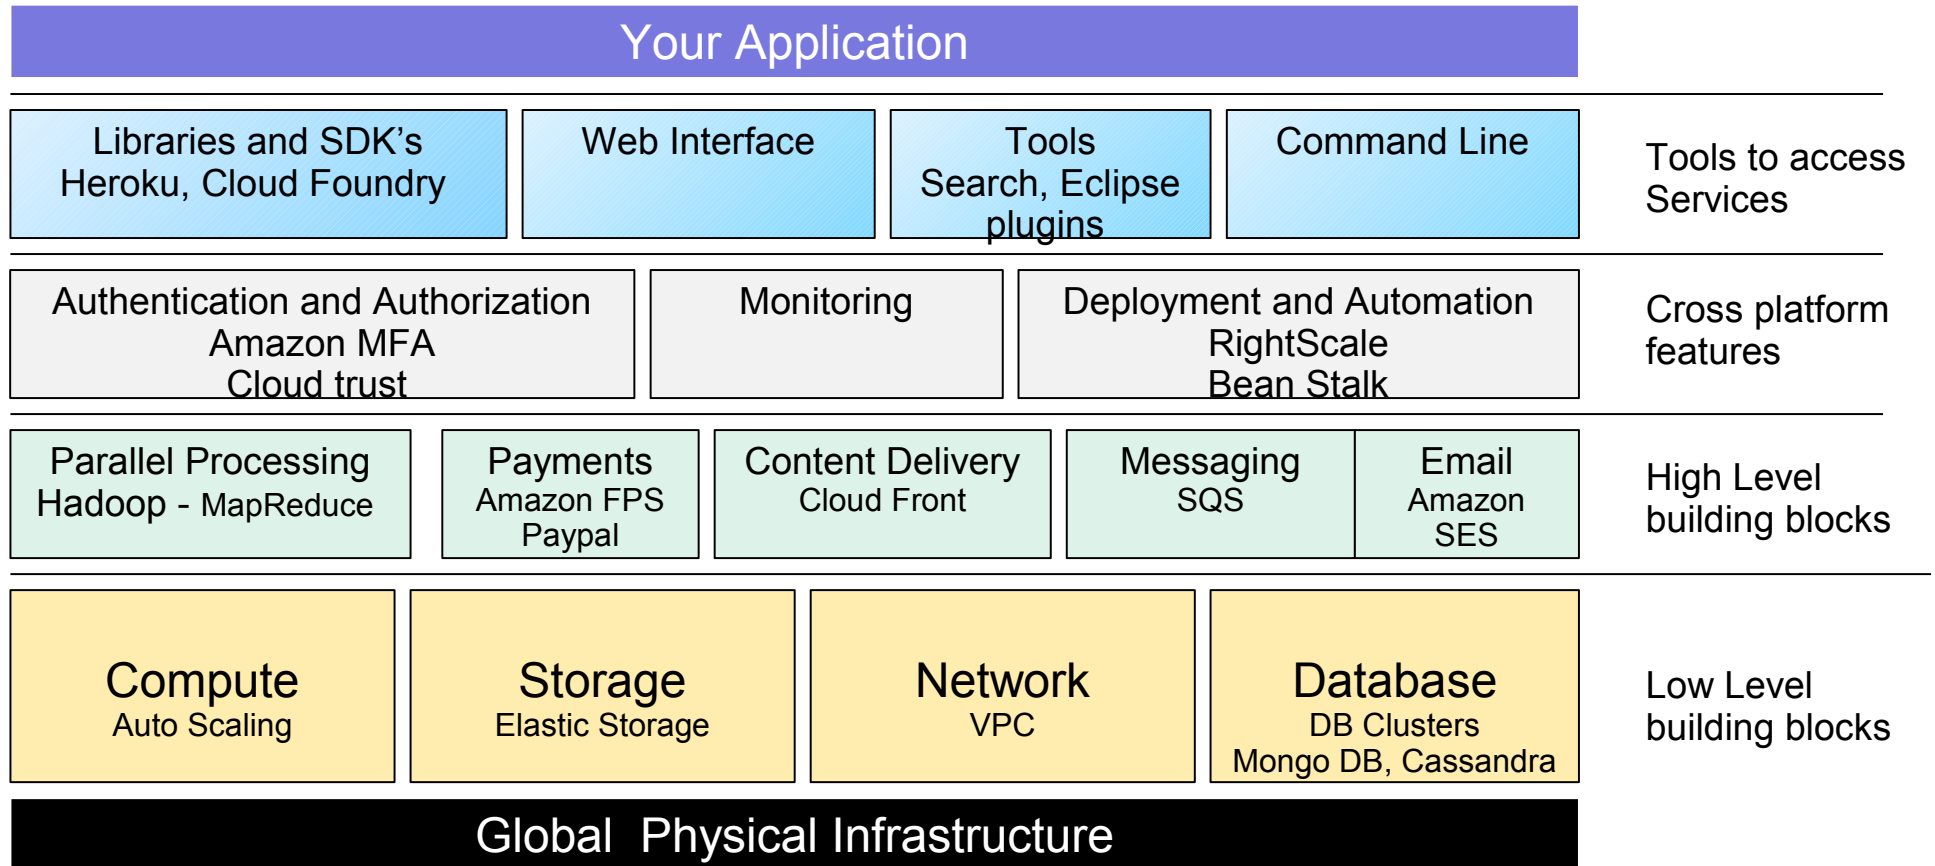 Your Application
Libraries and SDK's
Heroku, Cloud Foundry
Web Interface
Tools
Search, Eclipse
plugins
Command Line
Tools to access
Services
Authentication and Authorization
Amazon MFA
Cloud trust
Monitoring
Deployment and Automation
RightScale
Bean Stalk
Cross platform
features
Parallel Processing
Hadoop - MapReduce
Payments
Amazon FPS
Paypal
Content Delivery
Cloud Front
Messaging
SQS
Email
Amazon
SES
High Level
building blocks
Compute
Auto Scaling
Storage
Elastic Storage
Network
VPC
Database
DB Clusters
Mongo DB, Cassandra
Low Level
building blocks
Global  Physical Infrastructure